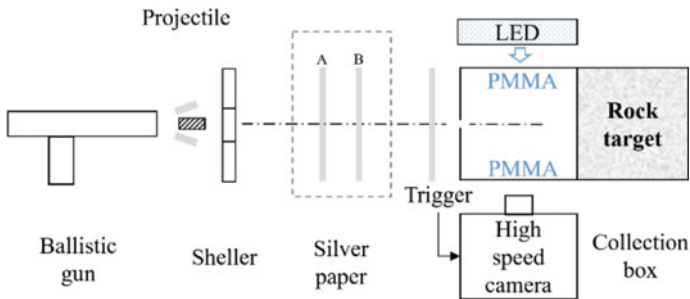 Projectile
LED
A
B
PMMA
Rock
target
PMMA
Trigger
Ballistic
gun
Sheller
Silver
paper
High
speed
camera
Collection
box